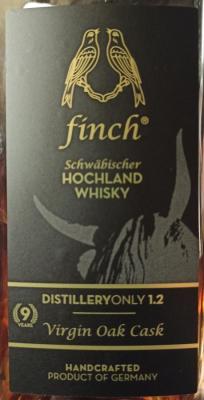 finch®
Schwäbischer
HOCHLAND
WHISKY
DISTILLERYONLY 1.2
9
YEARS
Virgin Oak Cask
HANDCRAFTED
PRODUCT OF GERMANY